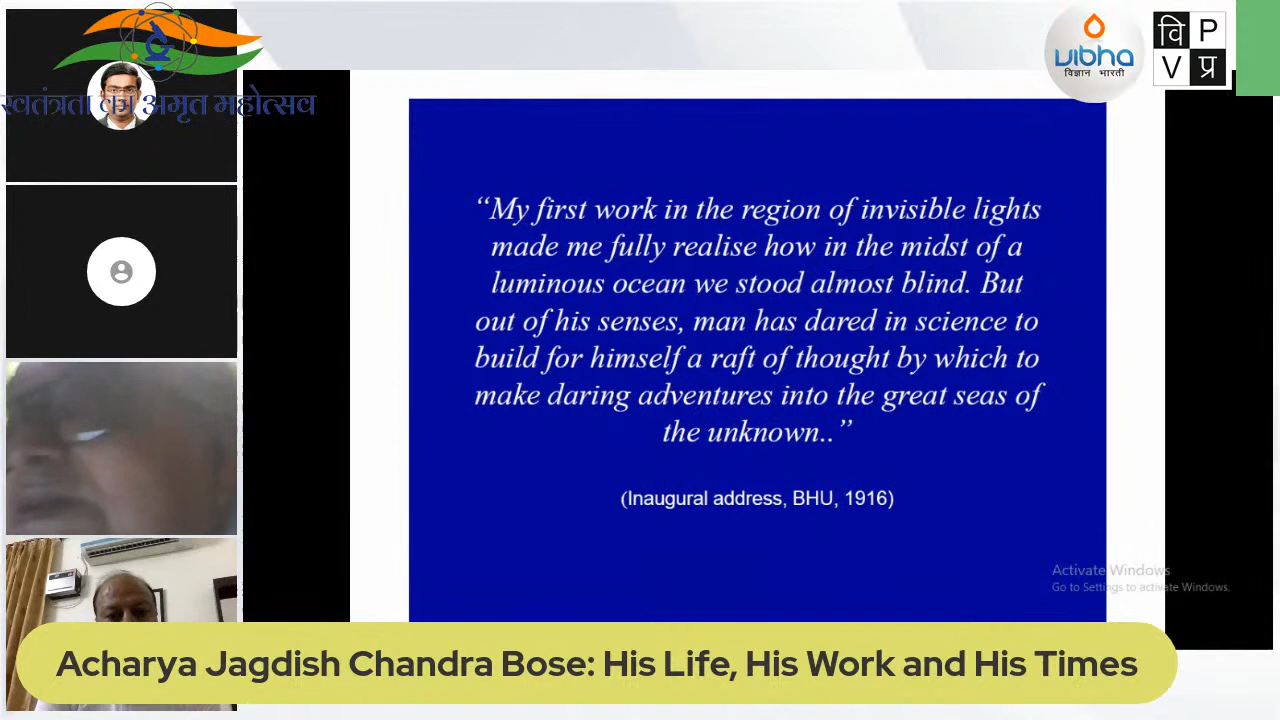 स्वतंत्रता का अमृत महोत्सव
vibha
विज्ञान भारती
वि P
V प्र
“My first work in the region of invisible lights
made me fully realise how in the midst of a
luminous ocean we stood almost blind. But
out of his senses, man has dared in science to
build for himself a raft of thought by which to
make daring adventures into the great seas of
the unknown..”
(Inaugural address, BHU, 1916)
Activate Windows
Go to Settings to activate Windows.
Acharya Jagdish Chandra Bose: His Life, His Work and His Times